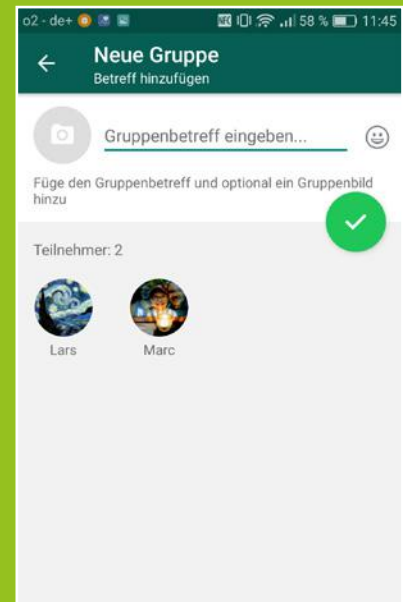 o2 - de+ 58 % 11:45
Neue Gruppe
Betreff hinzufügen
Gruppenbetreff eingeben...
Füge den Gruppenbetreff und optional ein Gruppenbild
hinzu
Teilnehmer: 2
Lars Marc